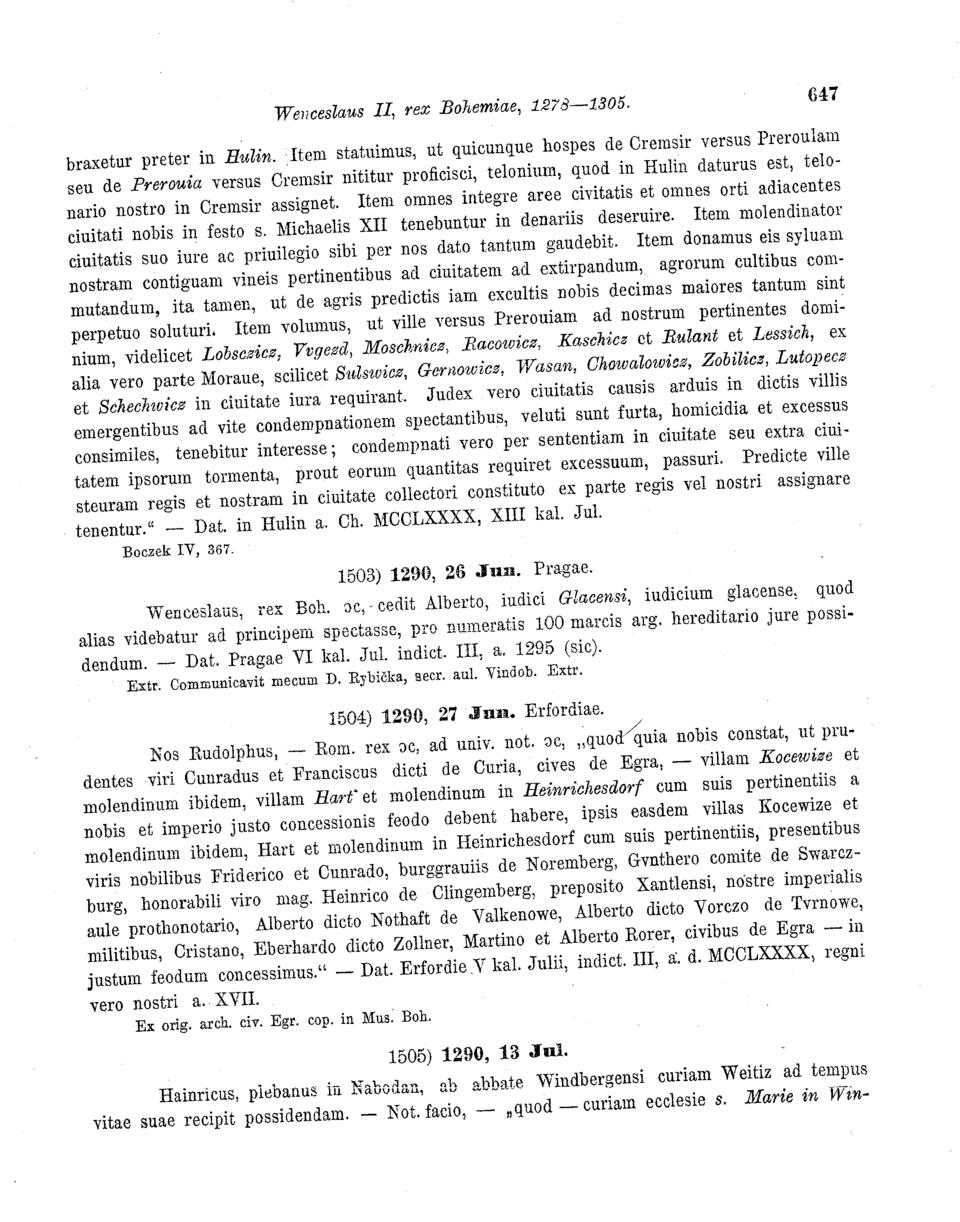 Wenceslaus II, rex Bohemiae, 1278—1305.
647
braxetur preter in Hulin. Item statuimus, ut quicunque hospes de Cremsir versus Preroulam
seu de Prerouia versus Cremsir nititur proficisci, telonium, quod in Hulin daturus est, telo-
nario nostro in Cremsir assignet. Item omnes integre aree civitatis et omnes orti adiacentes
ciuitati nobis in festo s. Michaelis XII tenebuntur in denariis deseruire. Item molendinator
ciuitatis suo iure ac priuilegio sibi per nos dato tantum gaudebit. Item donamus eis syluam
nostram contiguam vineis pertinentibus ad ciuitatem ad extirpandum, agrorum cultibus com-
mutandum, ita tamen, ut de agris predictis iam excultis nobis decimas maiores tantum sint
perpetuo soluturi. Item volumus, ut ville versus Prerouiam ad nostrum pertinentes domi-
nium, videlicet Lobsczicz, Vvgezd, Moschnicz, Racowicz, Kaschicz et Rulant et Lessich, ex
alia vero parte Moraue, scilicet Sulswicz, Gernowicz, Wasan, Chowalowicz, Zobilicz, Lutopecz
et Schechwicz in ciuitate iura requirant. Judex vero ciuitatis causis arduis in dictis villis
emergentibus ad vite condempnationem spectantibus, veluti sunt furta, homicidia et excessus
consimiles, tenebitur interesse; condempnati vero per sententiam in ciuitate seu extra ciui-
tatem ipsorum tormenta, prout eorum quantitas requiret excessuum, passuri. Predicte ville
steuram regis et nostram in ciuitate collectori constituto ex parte regis vel nostri assignare
tenentur.“ — Dat. in Hulin a. Ch. MCCLXXXX, XIII kal. Jul.
Boczek IV, 367.
1503) 1290, 26 Jun. Pragae.
Wenceslaus, rex Boh. ɔc, cedit Alberto, iudici Glacensi, iudicium glacense, quod
alias videbatur ad principem spectasse, pro numeratis 100 marcis arg. hereditario jure possi-
dendum. — Dat. Pragae VI kal. Jul. indict. III, a. 1295 (sic).
Extr. Communicavit mecum D. Rybička, secr. aul. Vindob. Extr.
1504) 1290, 27 Jun. Erfordiae.
Nos Rudolphus, — Rom. rex ɔc, ad univ. not. ɔc, „quod quia nobis constat, ut pru-
dentes viri Cunradus et Franciscus dicti de Curia, cives de Egra, — villam Kocewize et
molendinum ibidem, villam Hart et molendinum in Heinrichesdorf cum suis pertinentiis a
nobis et imperio justo concessionis feodo debent habere, ipsis easdem villas Kocewize et
molendinum ibidem, Hart et molendinum in Heinrichesdorf cum suis pertinentiis, presentibus
viris nobilibus Friderico et Cunrado, burggrauiis de Noremberg, Gvnthero comite de Swarcz-
burg, honorabili viro mag. Heinrico de Clingemberg, preposito Xantlensi, nostre imperialis
aule prothonotario, Alberto dicto Nothaft de Valkenowe, Alberto dicto Vorczo de Tvrnowe,
militibus, Cristano, Eberhardo dicto Zollner, Martino et Alberto Rorer, civibus de Egra — in
justum feodum concessimus.“ — Dat. Erfordie V kal. Julii, indict. III, a. d. MCCLXXXX, regni
vero nostri a. XVII.
Ex orig. arch. civ. Egr. cop. in Mus. Boh.
1505) 1290, 13 Jul.
Hainricus, plebanus in Nabodan, ab abbate Windbergensi curiam Weitiz ad tempus
vitae suae recipit possidendam. — Not. facio, — „quod — curiam ecclesie s. Marie in Win-